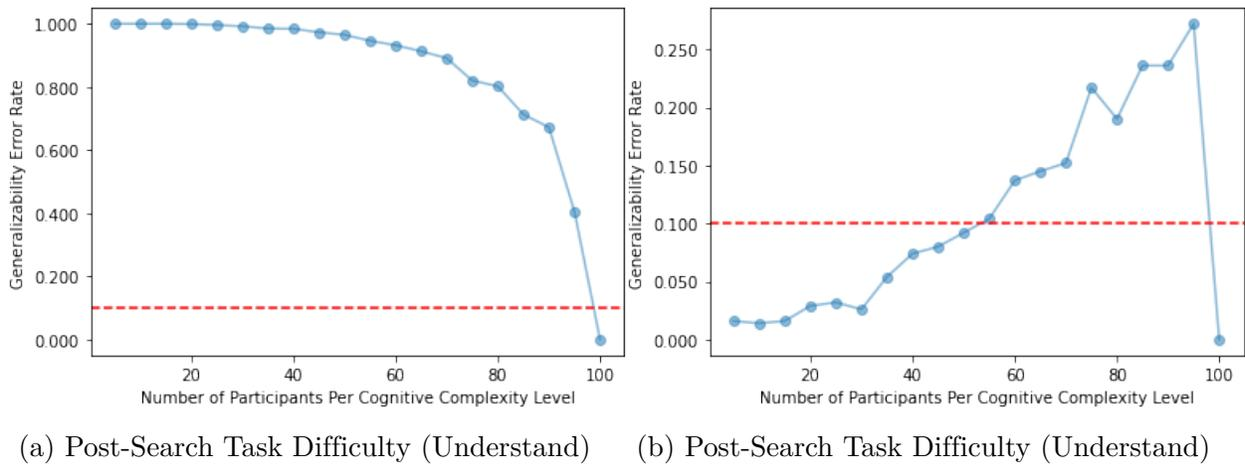 1.000
0.800
0.600
0.400
0.200
0.000
Generalizability Error Rate
20 40 60 80 100
Number of Participants Per Cognitive Complexity Level
(a) Post-Search Task Difficulty (Understand)
0.250
0.200
0.150
0.100
0.050
0.000
Generalizability Error Rate
20 40 60 80 100
Number of Participants Per Cognitive Complexity Level
(b) Post-Search Task Difficulty (Understand)